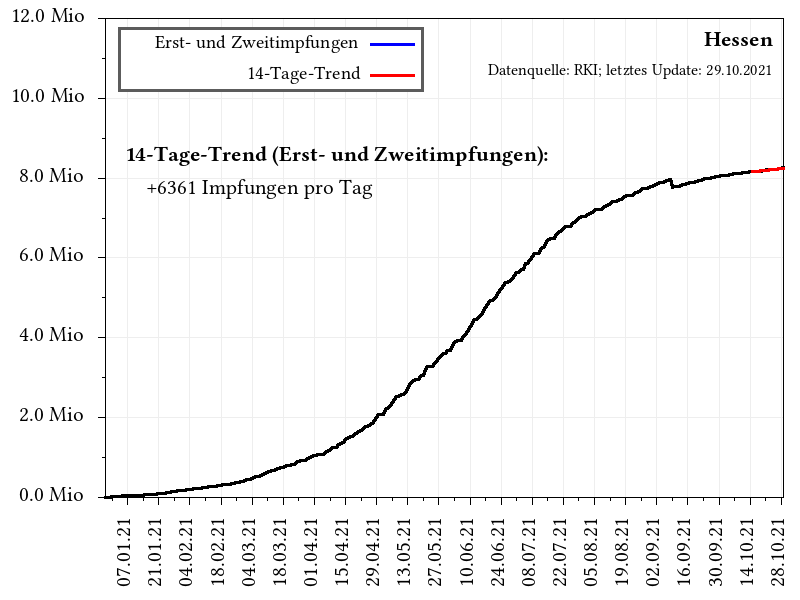 12.0 Mio
10.0 Mio
8.0 Mio
6.0 Mio
4.0 Mio
2.0 Mio
0.0 Mio
Erst- und Zweitimpfungen
14-Tage-Trend
Hessen
Datenquelle: RKI; letztes Update: 29.10.2021
14-Tage-Trend (Erst- und Zweitimpfungen):
+6361 Impfungen pro Tag
07.01.21
21.01.21
04.02.21
18.02.21
04.03.21
18.03.21
01.04.21
15.04.21
29.04.21
13.05.21
27.05.21
10.06.21
24.06.21
08.07.21
22.07.21
05.08.21
19.08.21
02.09.21
16.09.21
30.09.21
14.10.21
28.10.21